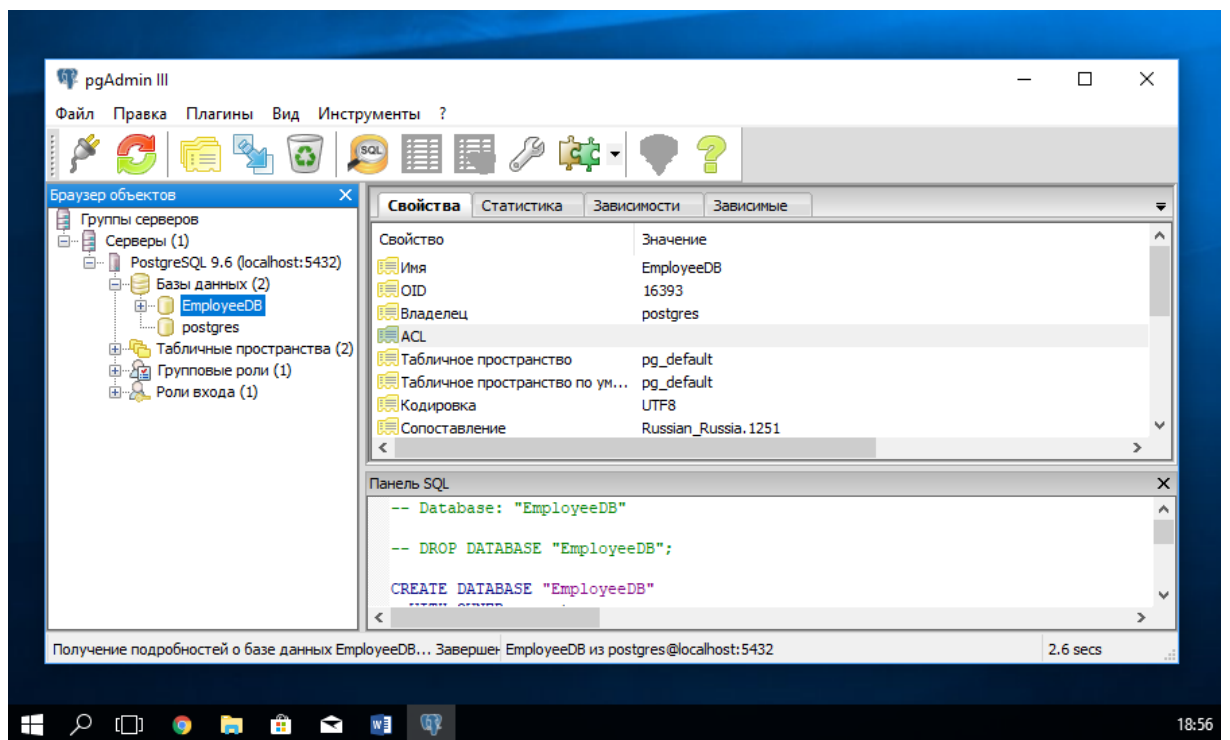 pgAdmin III
Файл Правка Плагины Вид Инструменты ?
SQL
Браузер объектов
Группы серверов
Серверы (1)
PostgreSQL 9.6 (localhost:5432)
Базы данных (2)
EmployeeDB
postgres
Табличные пространства (2)
Групповые роли (1)
Роли входа (1)
Свойства Статистика Зависимости Зависимые
Свойство Значение
Имя EmployeeDB
OID 16393
Владелец postgres
ACL
Табличное пространство pg_default
Табличное пространство по ум... pg_default
Кодировка UTF8
Сопоставление Russian_Russia.1251
Панель SQL
-- Database: "EmployeeDB"
-- DROP DATABASE "EmployeeDB";
CREATE DATABASE "EmployeeDB"
Получение подробностей о базе данных EmployeeDB... Завершен EmployeeDB из postgres@localhost:5432 2.6 secs
18:56